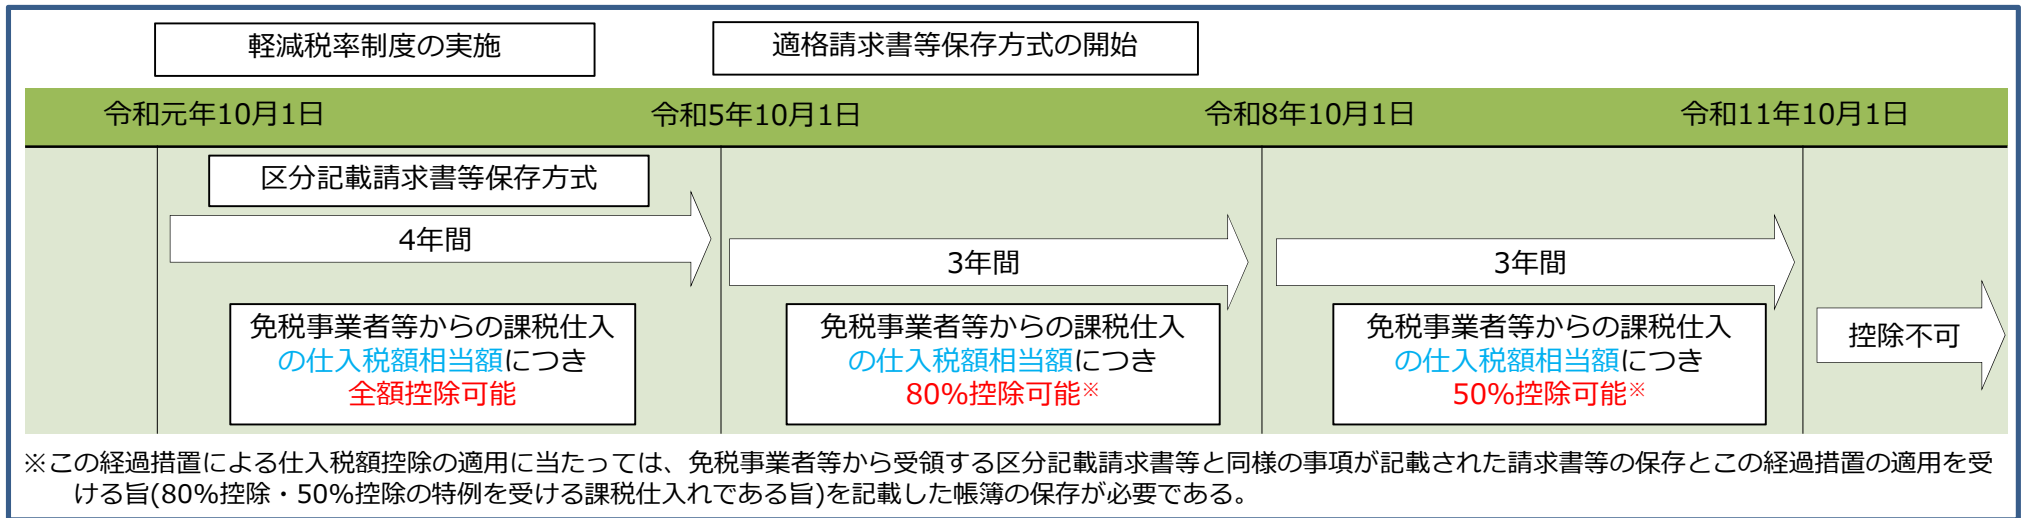 軽減税率制度の実施
適格請求書等保存方式の開始
令和元年10月1日
令和5年10月1日
令和8年10月1日
令和11年10月1日
区分記載請求書等保存方式
4年間
3年間
3年間
免税事業者等からの課税仕入
の仕入税額相当額につき
全額控除可能
免税事業者等からの課税仕入
の仕入税額相当額につき
80%控除可能※
免税事業者等からの課税仕入
の仕入税額相当額につき
50%控除可能※
控除不可
※この経過措置による仕入税額控除の適用に当たっては、免税事業者等から受領する区分記載請求書等と同様の事項が記載された請求書等の保存とこの経過措置の適用を受
ける旨(80%控除・50%控除の特例を受ける課税仕入れである旨)を記載した帳簿の保存が必要である。